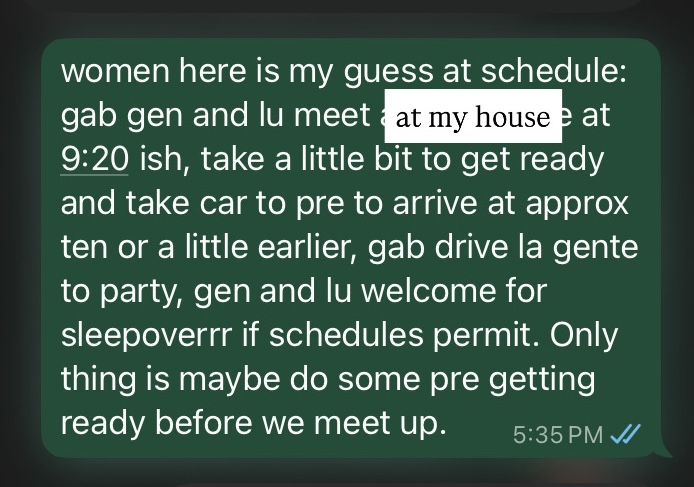 women here is my guess at schedule:
gab gen and lu meet at my house at
9:20 ish, take a little bit to get ready
and take car to pre to arrive at approx
ten or a little earlier, gab drive la gente
to party, gen and lu welcome for
sleepoverrr if schedules permit. Only
thing is maybe do some pre getting
ready before we meet up.
5:35 PM